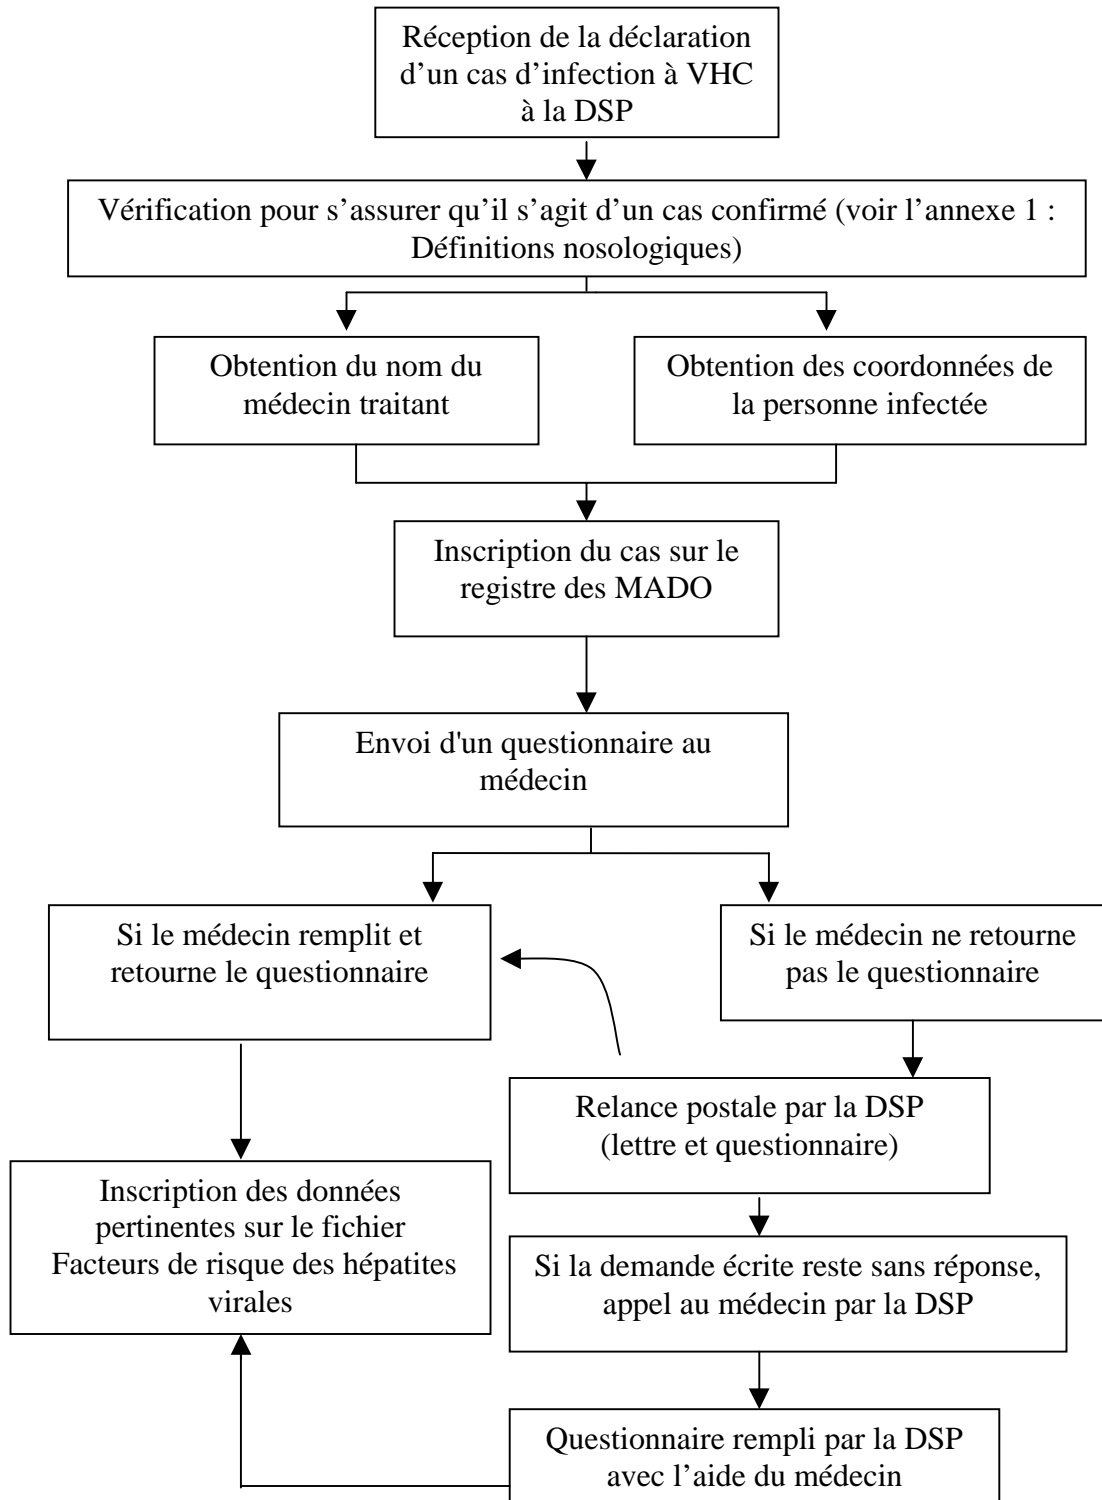 Réception de la déclaration
d’un cas d’infection à VHC
à la DSP
Vérification pour s’assurer qu’il s’agit d’un cas confirmé (voir l’annexe 1 :
Définitions nosologiques)
Obtention du nom du
médecin traitant
Obtention des coordonnées de
la personne infectée
Inscription du cas sur le
registre des MADO
Envoi d'un questionnaire au
médecin
Si le médecin remplit et
retourne le questionnaire
Si le médecin ne retourne
pas le questionnaire
Relance postale par la DSP
(lettre et questionnaire)
Inscription des données
pertinentes sur le fichier
Facteurs de risque des hépatites
virales
Si la demande écrite reste sans réponse,
appel au médecin par la DSP
Questionnaire rempli par la DSP
avec l’aide du médecin